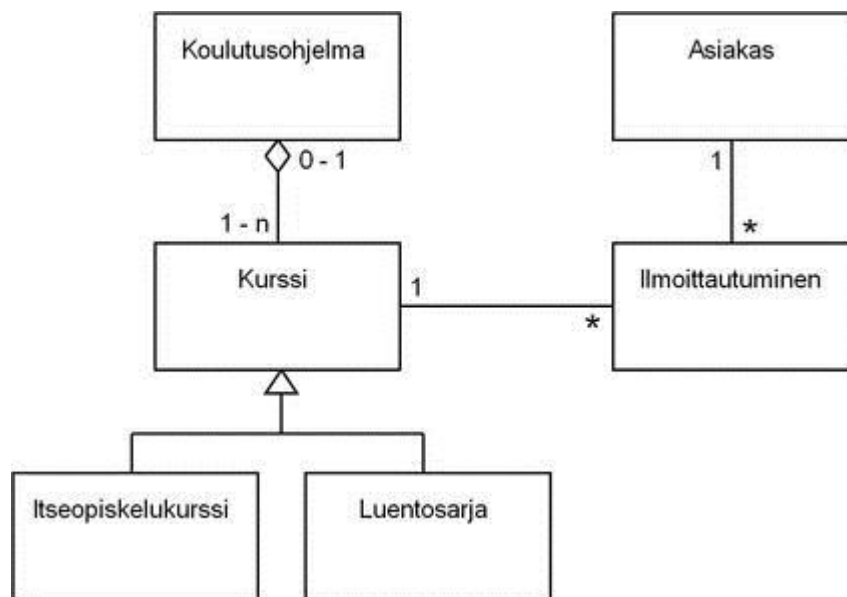 Koulutusohjelma
Asiakas
0 - 1
1
1 - n
*
Kurssi
1
Ilmoittautuminen
*
Itseopiskelukurssi
Luentosarja